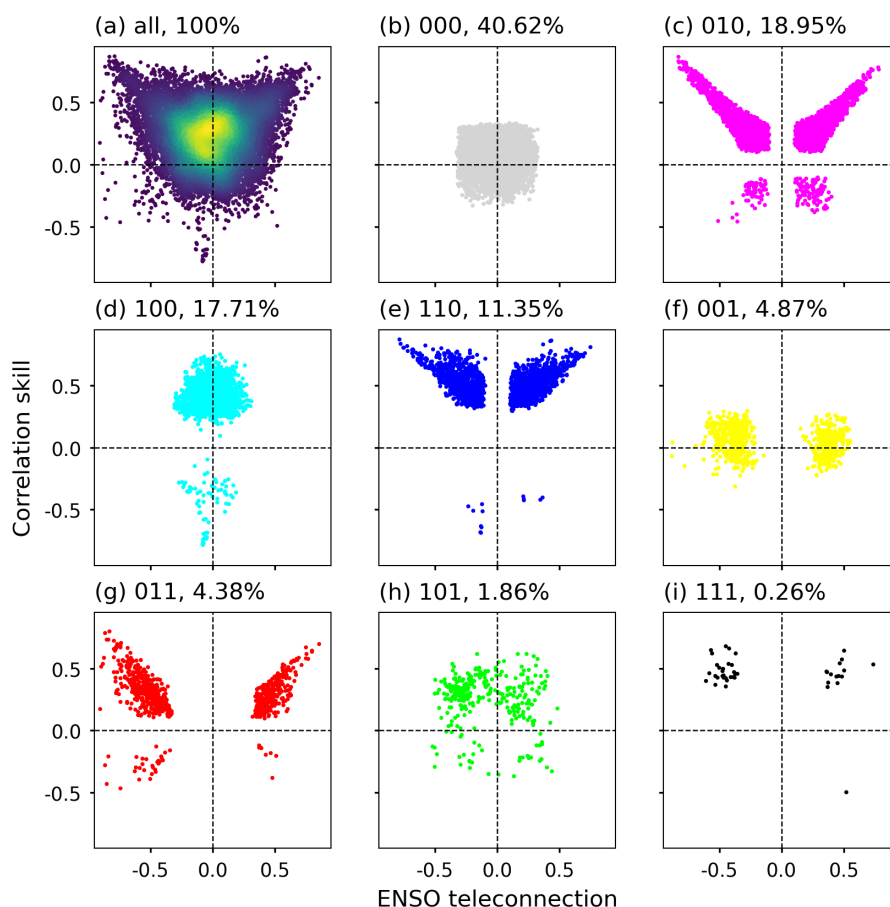 (a) all, 100%
(b) 000, 40.62%
(c) 010, 18.95%
0.5
0.0
-0.5
(d) 100, 17.71%
(e) 110, 11.35%
(f) 001, 4.87%
0.5
0.0
-0.5
Correlation skill
(g) 011, 4.38%
(h) 101, 1.86%
(i) 111, 0.26%
0.5
0.0
-0.5
-0.5 0.0 0.5
-0.5 0.0 0.5
-0.5 0.0 0.5
ENSO teleconnection